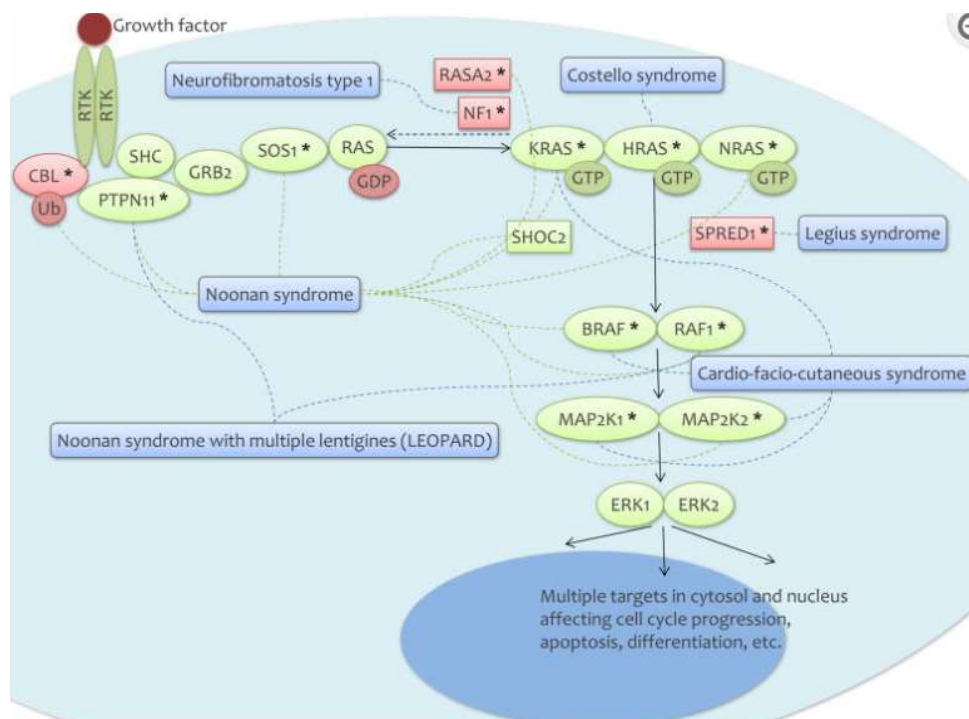 Growth factor
RTK
RTK
Neurofibromatosis type 1
RASA2 *
NF1 *
Costello syndrome
CBL *
Ub
SHC
PTPN11 *
GRB2
SOS1 *
RAS
GDP
KRAS *
GTP
HRAS *
GTP
NRAS *
GTP
SHOC2
SPRED1 *
Legius syndrome
Noonan syndrome
BRAF *
RAF1 *
Cardio-facio-cutaneous syndrome
MAP2K1 *
MAP2K2 *
Noonan syndrome with multiple lentigines (LEOPARD)
ERK1
ERK2
Multiple targets in cytosol and nucleus
affecting cell cycle progression,
apoptosis, differentiation, etc.